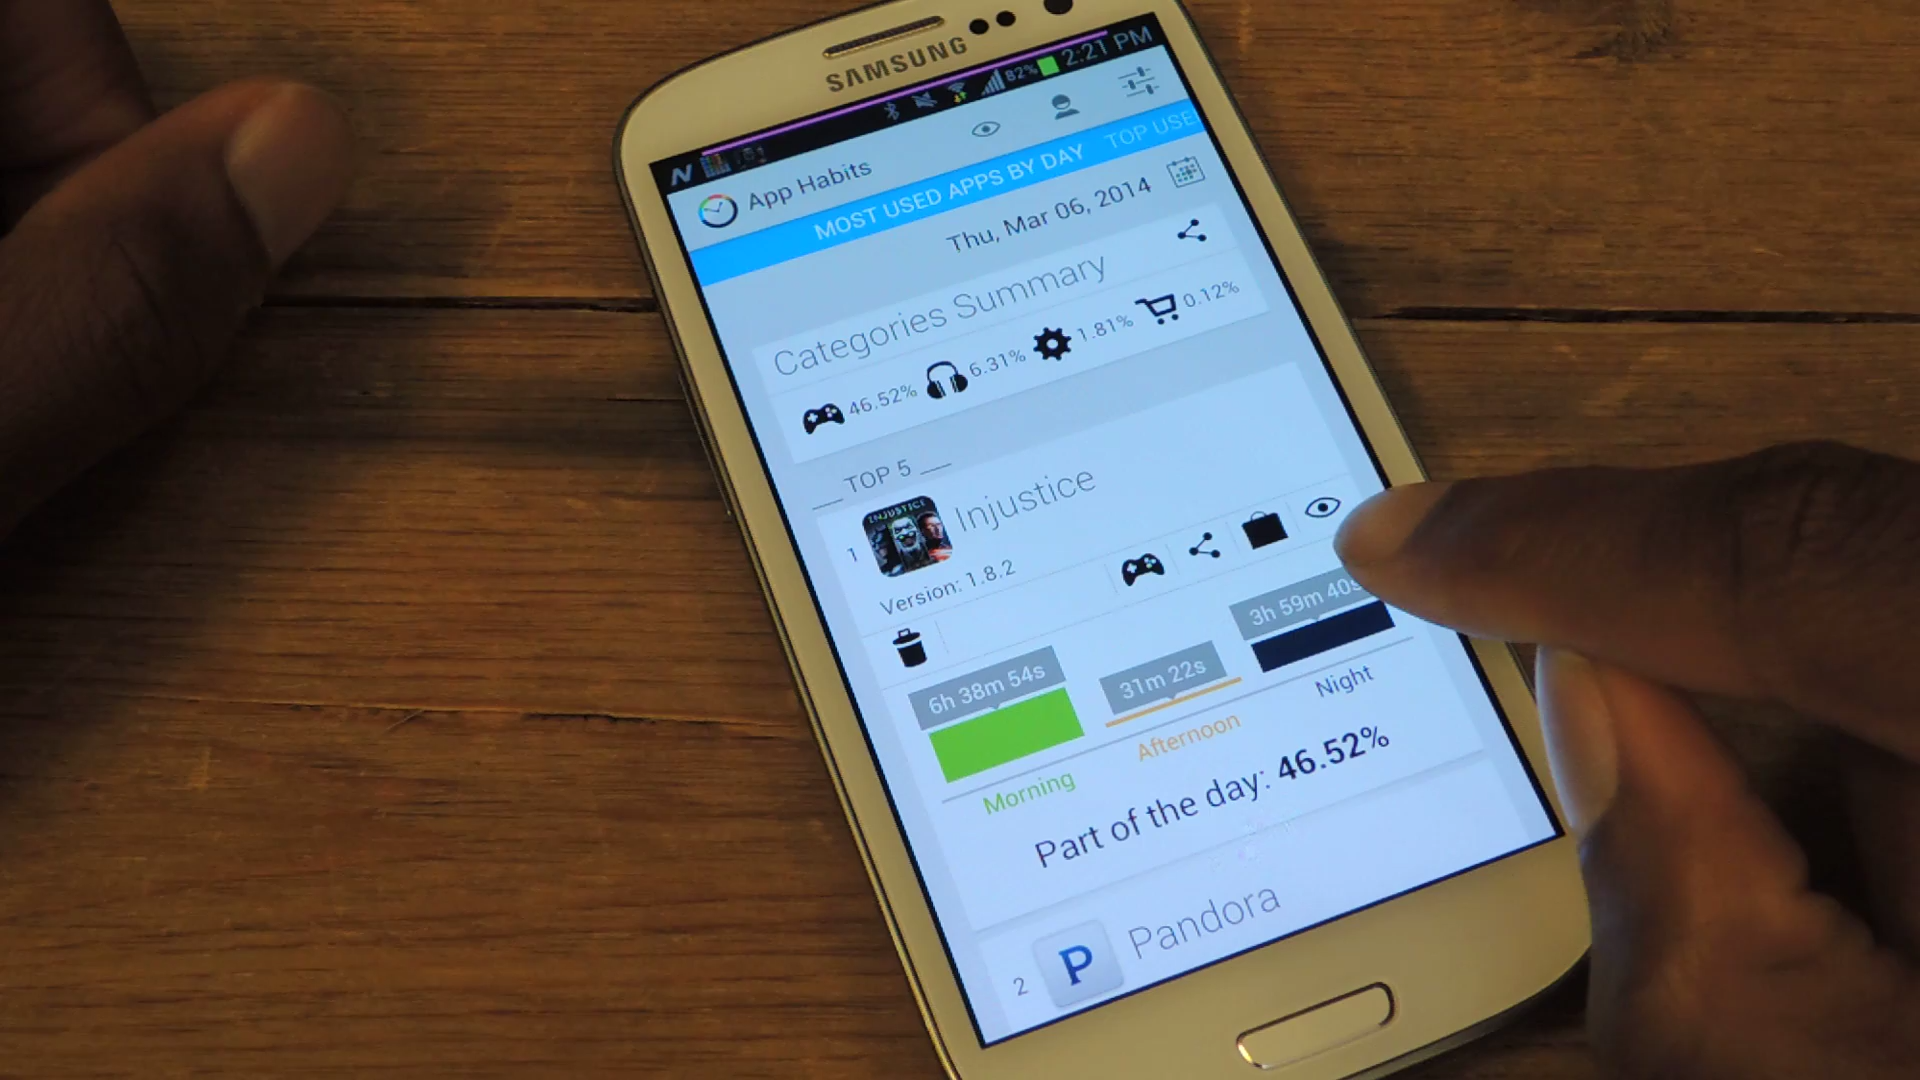 SAMSUNG
82% 2:21 PM
App Habits
MOST USED APPS BY DAY TOP USE
Thu, Mar 06, 2014
Categories Summary
46.52% 6.31% 1.81% 0.12%
TOP 5
1 INJUSTICE Injustice
Version: 1.8.2
6h 38m 54s 31m 22s 3h 59m 40s
Morning Afternoon Night
Part of the day: 46.52%
2 P Pandora